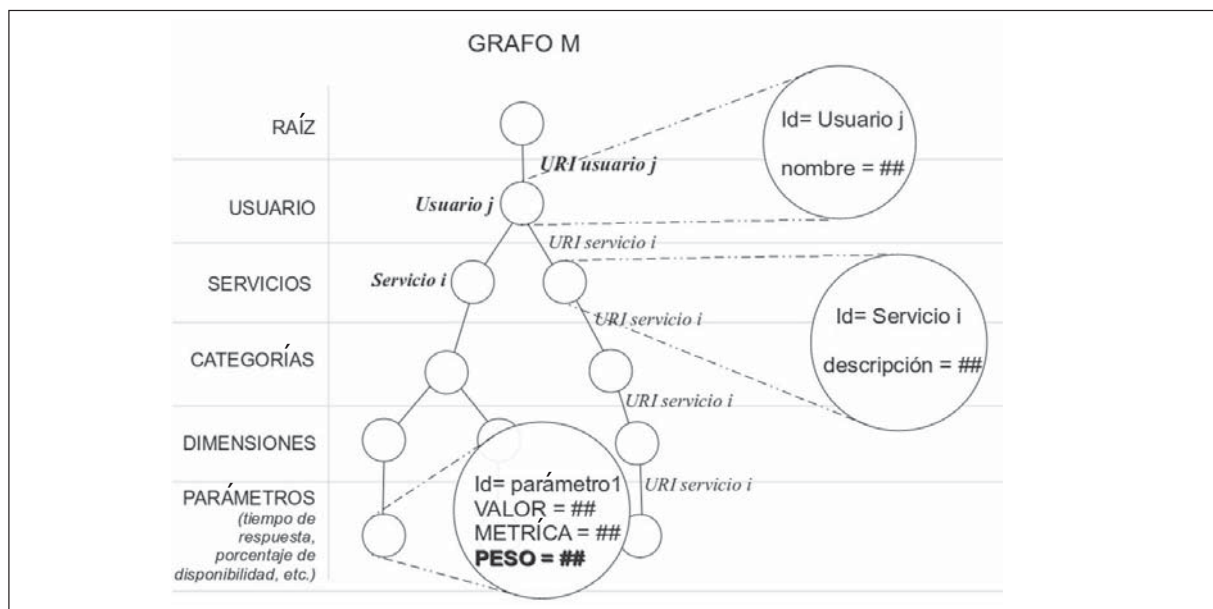 GRAFO M
RAÍZ
Id= Usuario j
nombre = ##
URI usuario j
USUARIO
Usuario j
URI servicio i
SERVICIOS
Servicio i
URI servicio i
Id= Servicio i
descripción = ##
CATEGORÍAS
URI servicio i
DIMENSIONES
PARÁMETROS
(tiempo de
respuesta,
porcentaje de
disponibilidad, etc.)
Id= parámetro1
VALOR = ##
METRÍCA = ##
PESO = ##
URI servicio i